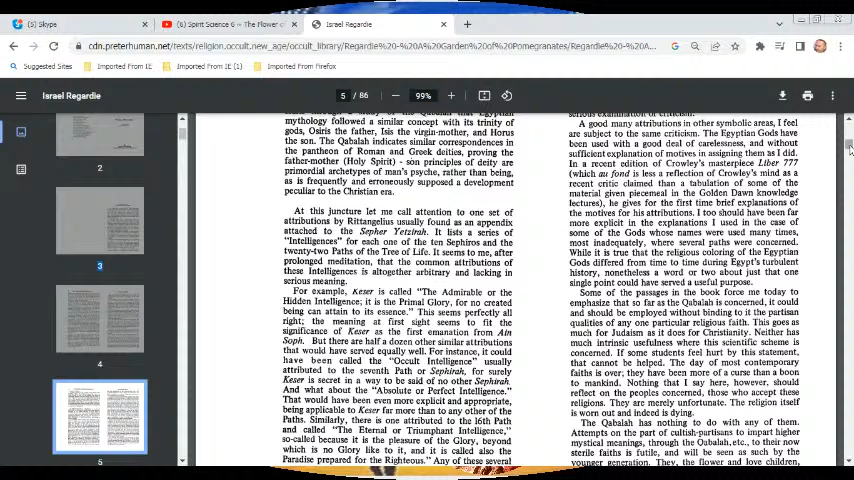 (5) Skype
(6) Spirit Science 6 ~ The Flower of
Israel Regardie
cdn.preterhuman.net/texts/religion.occult.new_age/occult_library/Regardie%20-%20A%20Garden%20of%20Pomegranates/Regardie%20-%20A...
Suggested Sites
Imported From IE
Imported From IE (1)
Imported From Firefox
Israel Regardie
5 / 86
99%
2
3
4
5
mythology followed a similar concept with its trinity of
gods, Osiris the father, Isis the virgin-mother, and Horus
the son. The Qabalah indicates similar correspondences in
the pantheon of Roman and Greek deities, proving the
father-mother (Holy Spirit) - son principles of deity are
primordial archetypes of man's psyche, rather than being,
as is frequently and erroneously supposed a development
peculiar to the Christian era.
At this juncture let me call attention to one set of
attributions by Rittangelius usually found as an appendix
attached to the Sepher Yetzirah. It lists a series of
"Intelligences" for each one of the ten Sephiros and the
twenty-two Paths of the Tree of Life. It seems to me, after
prolonged meditation, that the common attributions of
these Intelligences is altogether arbitrary and lacking in
serious meaning.
For example, Keser is called "The Admirable or the
Hidden Intelligence; it is the Primal Glory, for no created
being can attain to its essence." This seems perfectly all
right; the meaning at first sight seems to fit the
significance of Keser as the first emanation from Ain
Soph. But there are half a dozen other similar attributions
that would have served equally well. For instance, it could
have been called the "Occult Intelligence" usually
attributed to the seventh Path or Sephirah, for surely
Keser is secret in a way to be said of no other Sephirah.
And what about the "Absolute or Perfect Intelligence."
That would have been even more explicit and appropriate,
being applicable to Keser far more than to any other of the
Paths. Similarly, there is one attributed to the 16th Path
and called "The Eternal or Triumphant Intelligence,"
so-called because it is the pleasure of the Glory, beyond
which is no Glory like to it, and it is called also the
Paradise prepared for the Righteous." Any of these several
A good many attributions in other symbolic areas, I feel
are subject to the same criticism. The Egyptian Gods have
been used with a good deal of carelessness, and without
sufficient explanation of motives in assigning them as I did.
In a recent edition of Crowley's masterpiece Liber 777
(which au fond is less a reflection of Crowley's mind as a
recent critic claimed than a tabulation of some of the
material given piecemeal in the Golden Dawn knowledge
lectures), he gives for the first time brief explanations of
the motives for his attributions. I too should have been far
more explicit in the explanations I used in the case of
some of the Gods whose names were used many times,
most inadequately, where several paths were concerned.
While it is true that the religious coloring of the Egyptian
Gods differed from time to time during Egypt's turbulent
history, nonetheless a word or two about just that one
single point could have served a useful purpose.
Some of the passages in the book force me today to
emphasize that so far as the Qabalah is concerned, it could
and should be employed without binding to it the partisan
qualities of any one particular religious faith. This goes as
much for Judaism as it does for Christianity. Neither has
much intrinsic usefulness where this scientific scheme is
concerned. If some students feel hurt by this statement,
that cannot be helped. The day of most contemporary
faiths is over; they have been more of a curse than a boon
to mankind. Nothing that I say here, however, should
reflect on the peoples concerned, those who accept these
religions. They are merely unfortunate. The religion itself
is worn out and indeed is dying.
The Qabalah has nothing to do with any of them.
Attempts on the part of cultish-partisans to impart higher
mystical meanings, through the Qabalah, etc., to their now
sterile faiths is futile, and will be seen as such by the
younger generation. They, the flower and love children,